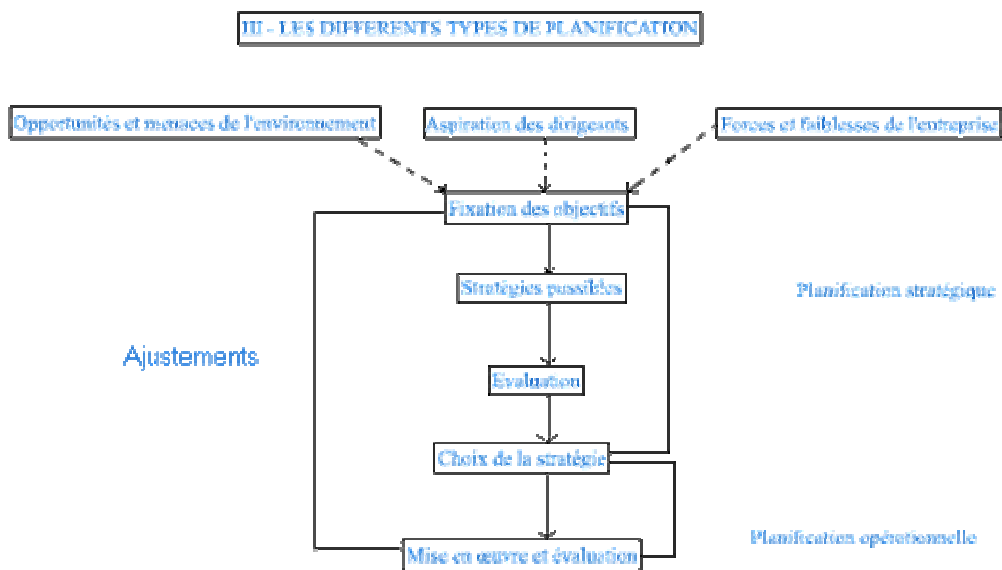 III - LES DIFFERENTS TYPES DE PLANIFICATION
Opportunités et menaces de l'environnement
Aspiration des dirigeants
Forces et faiblesses de l'entreprise
Fixation des objectifs
Stratégies possibles
Planification stratégique
Ajustements
Evaluation
Choix de la stratégie
Planification opérationnelle
Mise en œuvre et évaluation